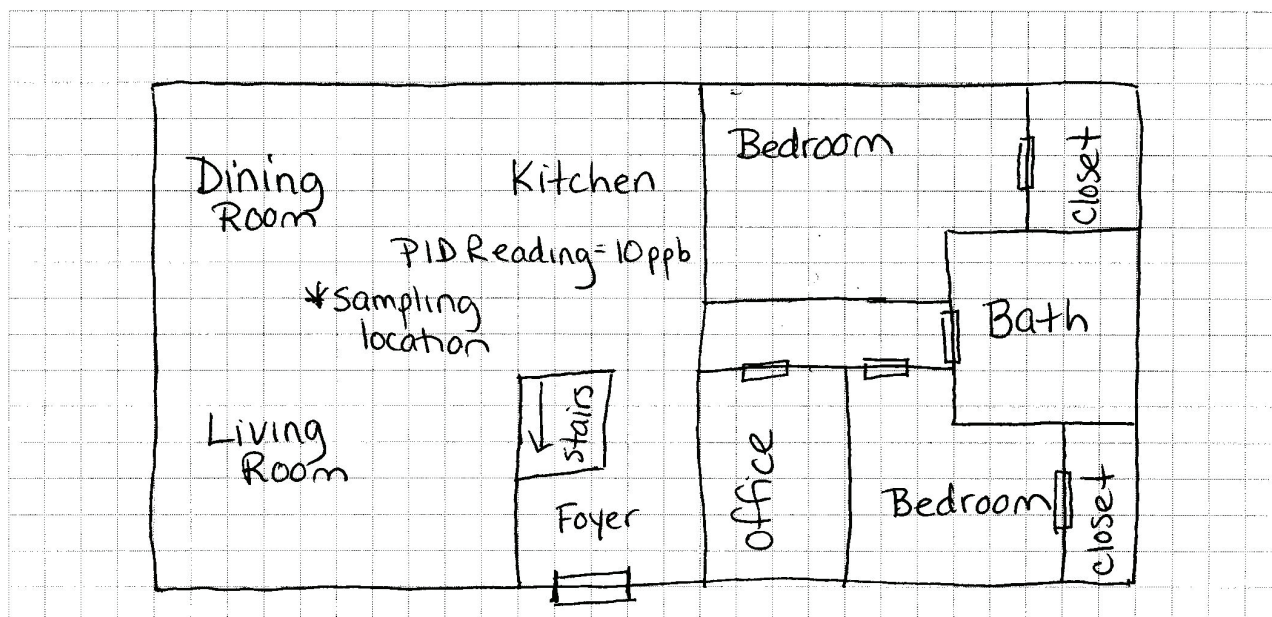 Bedroom
closet
Dining
Room
Kitchen
PID Reading=10ppb
*Sampling
location
Bath
Living
Room
stairs
Foyer
Office
Bedroom
closet